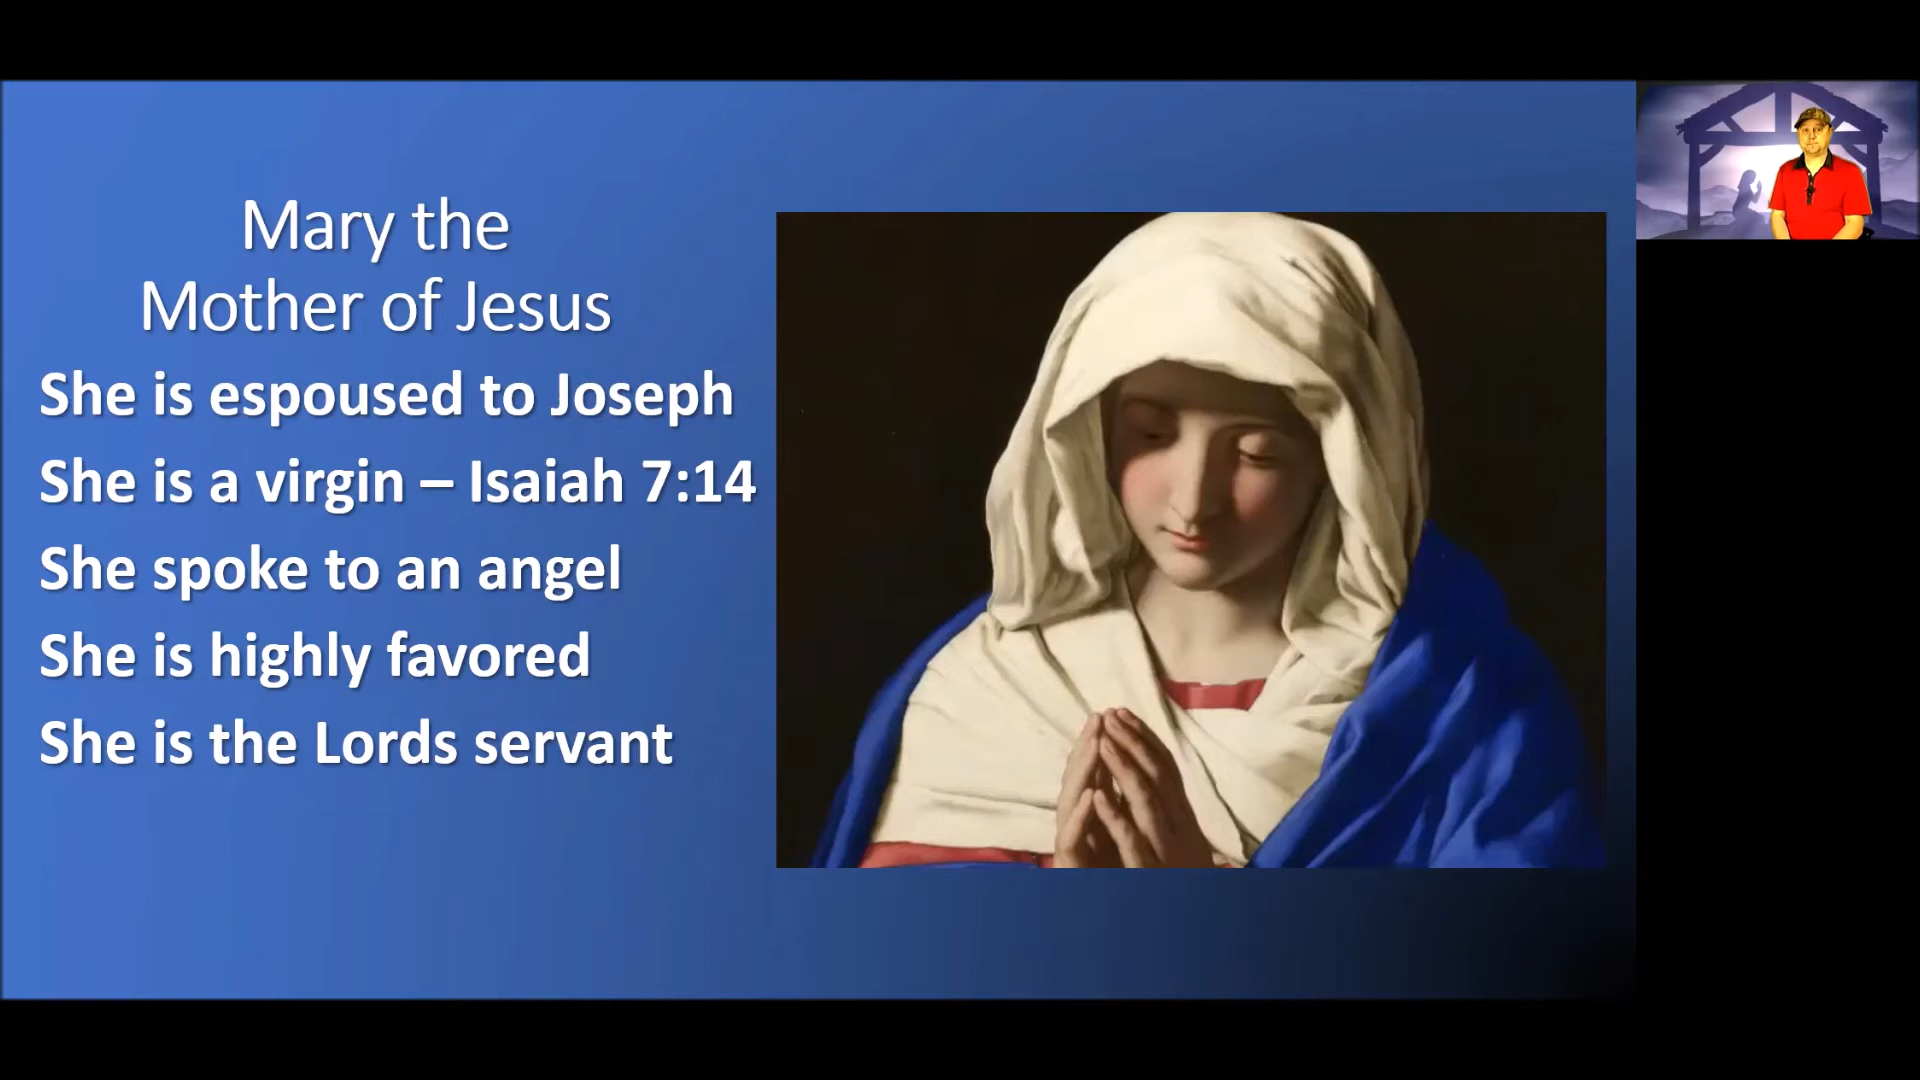 Mary the
Mother of Jesus
She is espoused to Joseph
She is a virgin – Isaiah 7:14
She spoke to an angel
She is highly favored
She is the Lords servant